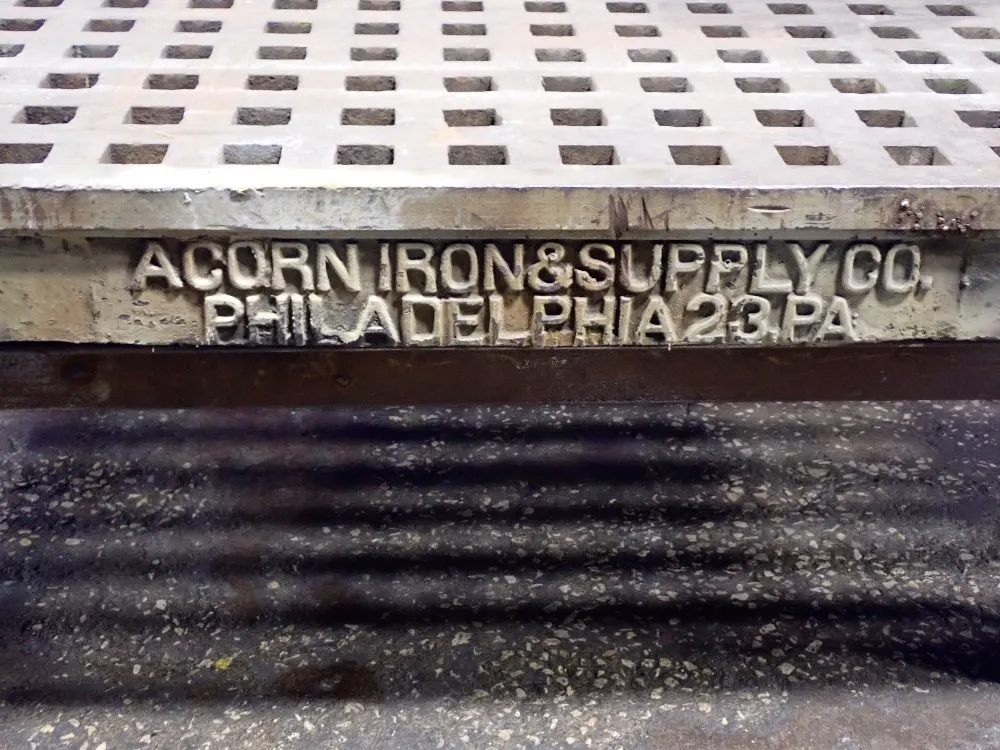 ACORN IRON & SUPPLY CO.
PHILADELPHIA 23, PA.